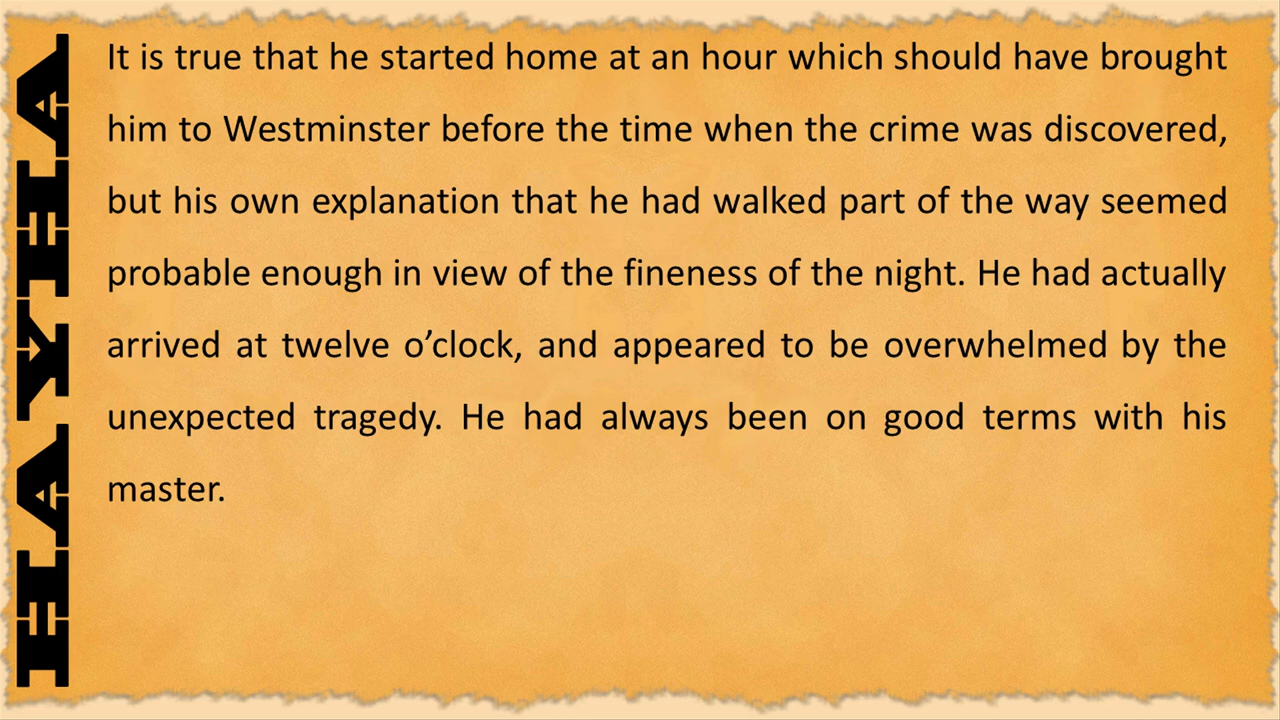 HAYHA
It is true that he started home at an hour which should have brought
him to Westminster before the time when the crime was discovered,
but his own explanation that he had walked part of the way seemed
probable enough in view of the fineness of the night. He had actually
arrived at twelve o’clock, and appeared to be overwhelmed by the
unexpected tragedy. He had always been on good terms with his
master.